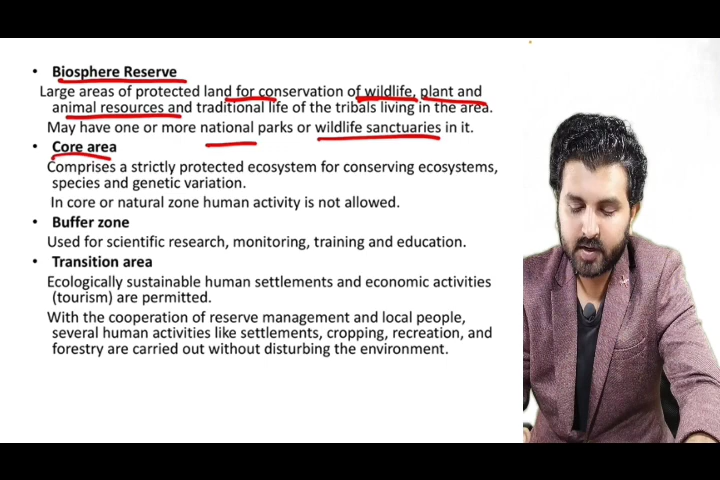 • Biosphere Reserve
Large areas of protected land for conservation of wildlife, plant and
animal resources and traditional life of the tribals living in the area.
May have one or more national parks or wildlife sanctuaries in it.
• Core area
Comprises a strictly protected ecosystem for conserving ecosystems,
species and genetic variation.
In core or natural zone human activity is not allowed.
• Buffer zone
Used for scientific research, monitoring, training and education.
• Transition area
Ecologically sustainable human settlements and economic activities
(tourism) are permitted.
With the cooperation of reserve management and local people,
several human activities like settlements, cropping, recreation, and
forestry are carried out without disturbing the environment.